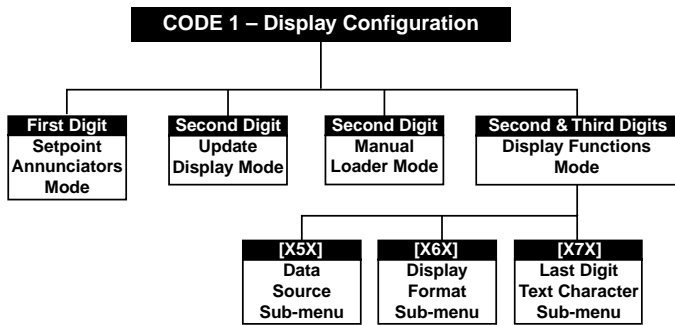 CODE 1 – Display Configuration
First Digit
Setpoint
Annunciators
Mode
Second Digit
Update
Display Mode
Second Digit
Manual
Loader Mode
Second & Third Digits
Display Functions
Mode
[X5X]
Data
Source
Sub-menu
[X6X]
Display
Format
Sub-menu
[X7X]
Last Digit
Text Character
Sub-menu